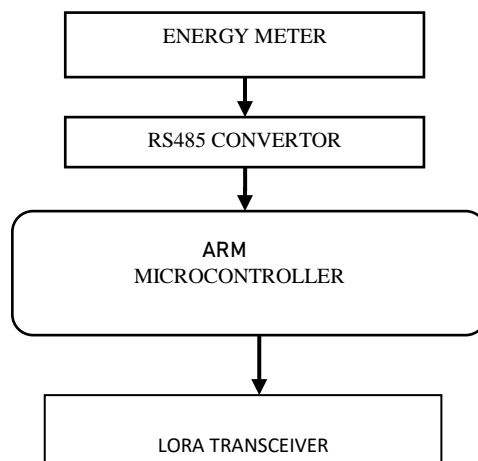 ENERGY METER
RS485 CONVERTOR
ARM
MICROCONTROLLER
LORA TRANSCEIVER